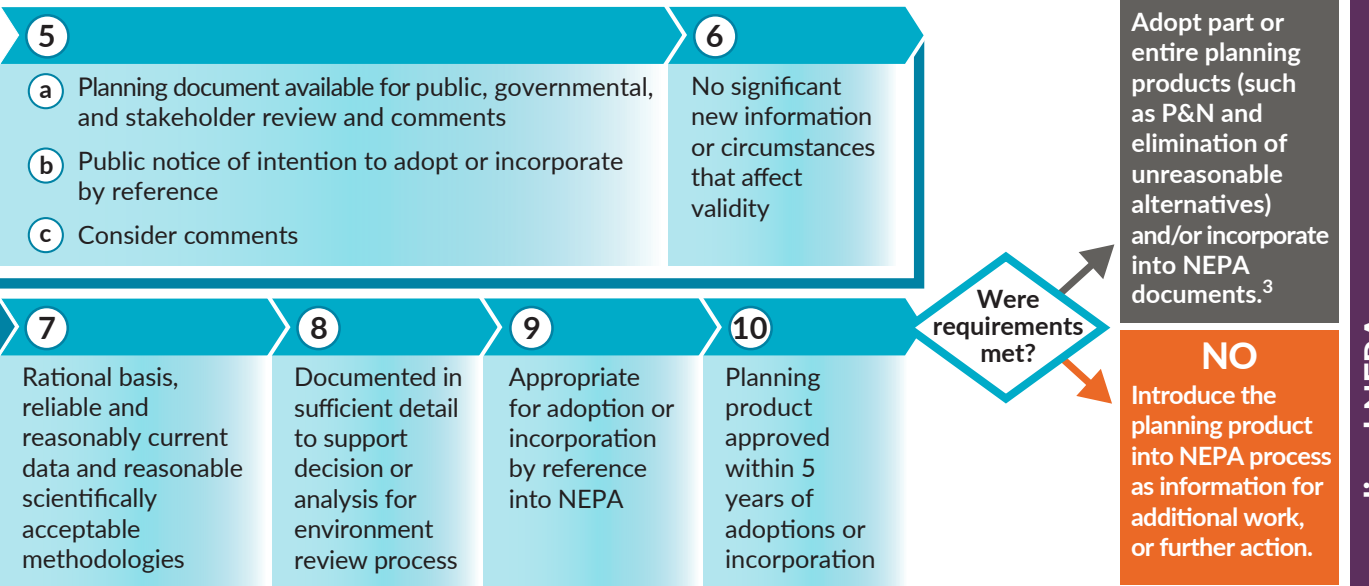 5
a Planning document available for public, governmental,
and stakeholder review and comments
b Public notice of intention to adopt or incorporate
by reference
c Consider comments
6
No significant
new information
or circumstances
that affect
validity
7
Rational basis,
reliable and
reasonably current
data and reasonable
scientifically
acceptable
methodologies
8
Documented in
sufficient detail
to support
decision or
analysis for
environment
review process
9
Appropriate
for adoption or
incorporation
by reference
into NEPA
10
Planning
product
approved
within 5
years of
adoptions or
incorporation
Were
requirements
met?
Adopt part or
entire planning
products (such
as P&N and
elimination of
unreasonable
alternatives)
and/or incorporate
into NEPA
documents.³
NO
Introduce the
planning product
into NEPA process
as information for
additional work,
or further action.